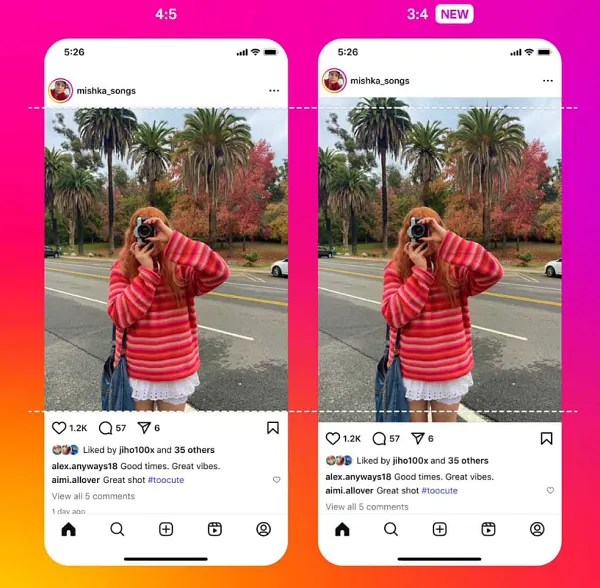 4:5
3:4 NEW
5:26
mishka_songs
1.2K 57 6
Liked by jiho100x and 35 others
alex.anyways18 Good times. Great vibes.
aimi.allover Great shot #toocute
View all 5 comments
1 day ago
5:26
mishka_songs
1.2K 57 6
Liked by jiho100x and 35 others
alex.anyways18 Good times. Great vibes.
aimi.allover Great shot #toocute
View all 5 comments